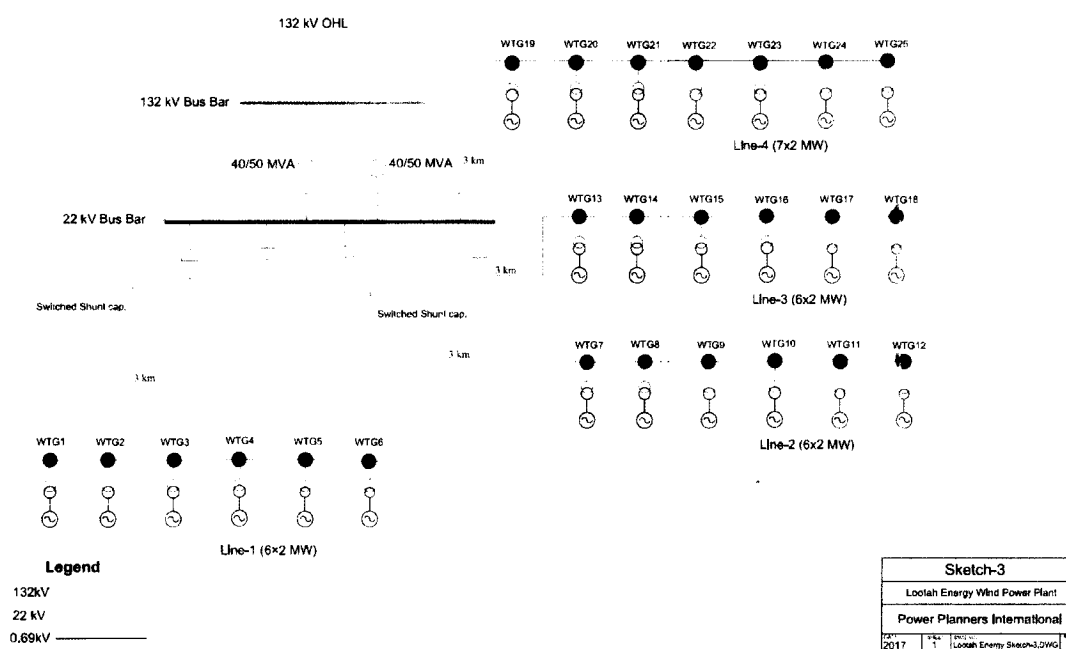 132 kV OHL
WTG19 WTG20 WTG21 WTG22 WTG23 WTG24 WTG25
132 kV Bus Bar
Line-4 (7x2 MW)
40/50 MVA 40/50 MVA 3 km
WTG13 WTG14 WTG15 WTG16 WTG17 WTG18
22 kV Bus Bar
3 km
Line-3 (6x2 MW)
Switched Shunt cap.
Switched Shunt cap.
WTG7 WTG8 WTG9 WTG10 WTG11 WTG12
3 km
3 km
Line-2 (6x2 MW)
WTG1 WTG2 WTG3 WTG4 WTG5 WTG6
Line-1 (6×2 MW)
Legend
132kV
22 kV
0.69kV
Sketch-3
Lootah Energy Wind Power Plant
Power Planners International
2017 1 Lootah Energy Sketch-3.DWG